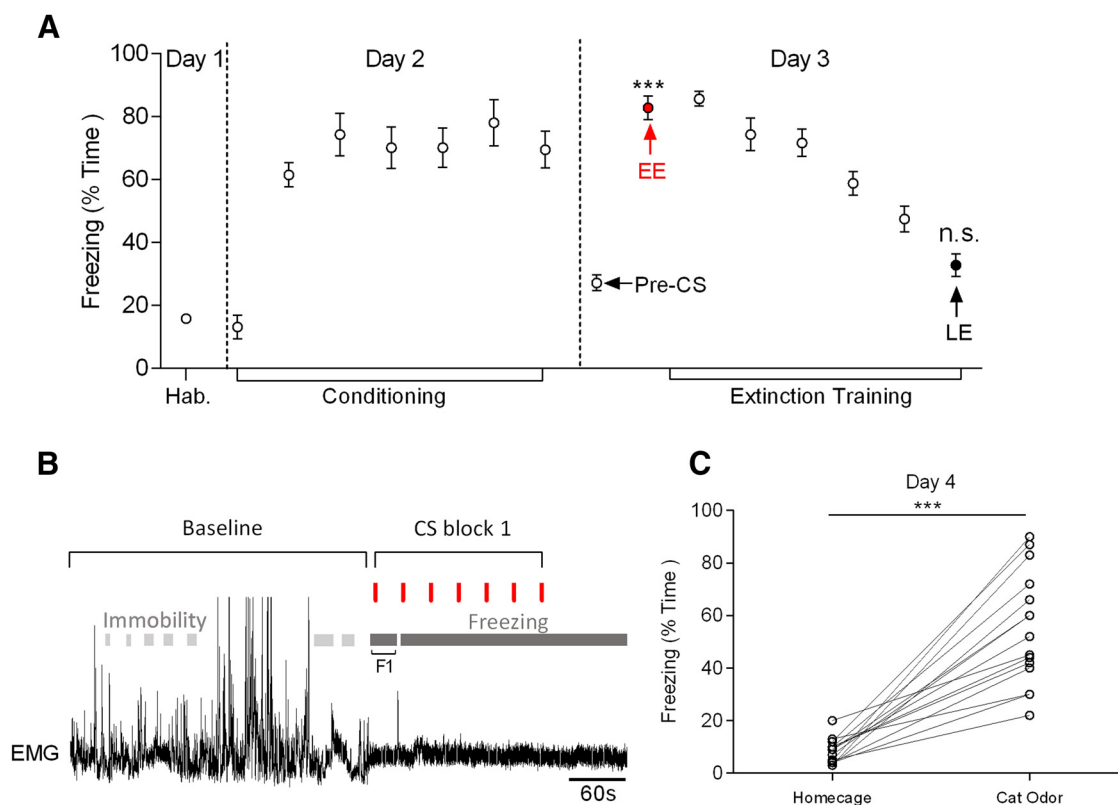 A
Day 1
Day 2
Day 3
Freezing (% Time )
100
80
60
40
20
0
***
EE
Pre-CS
n.s.
LE
Hab.
Conditioning
Extinction Training
B
Baseline
CS block 1
Immobility
Freezing
F1
EMG
60s
C
Day 4
***
Freezing (% Time)
100
80
60
40
20
0
Homecage
Cat Odor